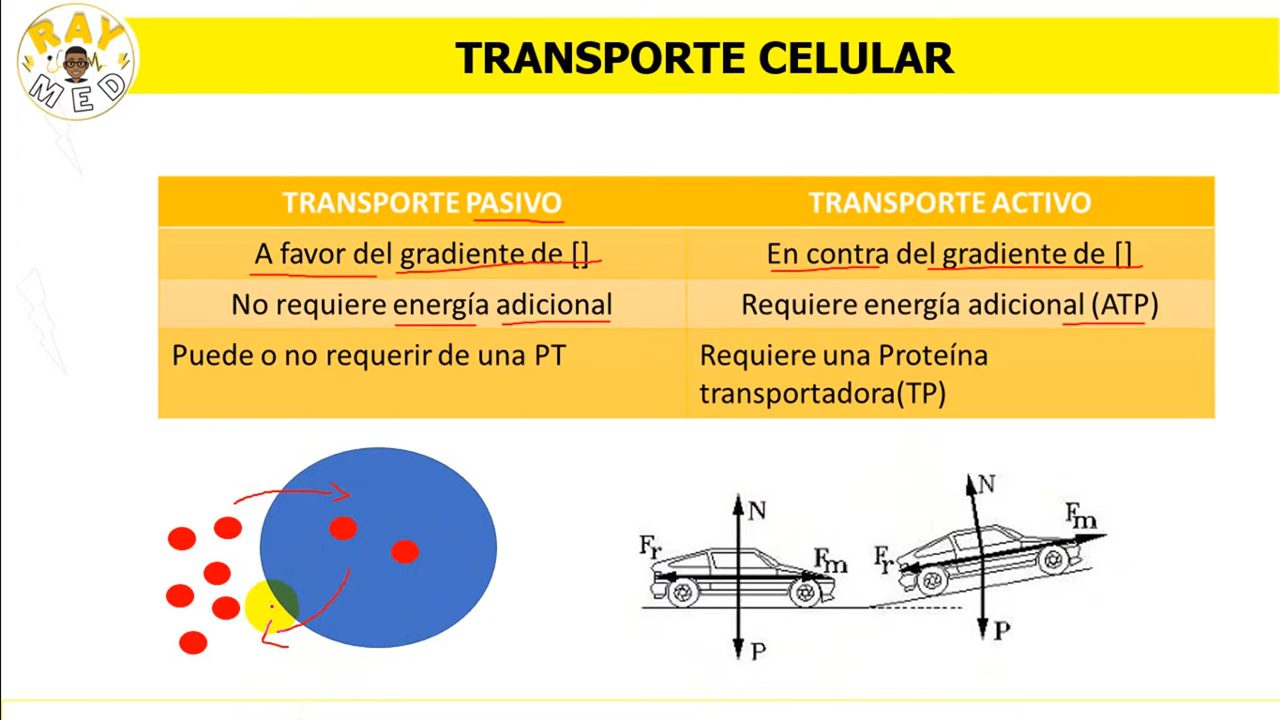 RAY
MED
TRANSPORTE CELULAR
TRANSPORTE PASIVO
TRANSPORTE ACTIVO
A favor del gradiente de []
En contra del gradiente de []
No requiere energía adicional
Requiere energía adicional (ATP)
Puede o no requerir de una PT
Requiere una Proteína
transportadora(TP)
N
Fr
Fm
P
N
Fm
Fr
P